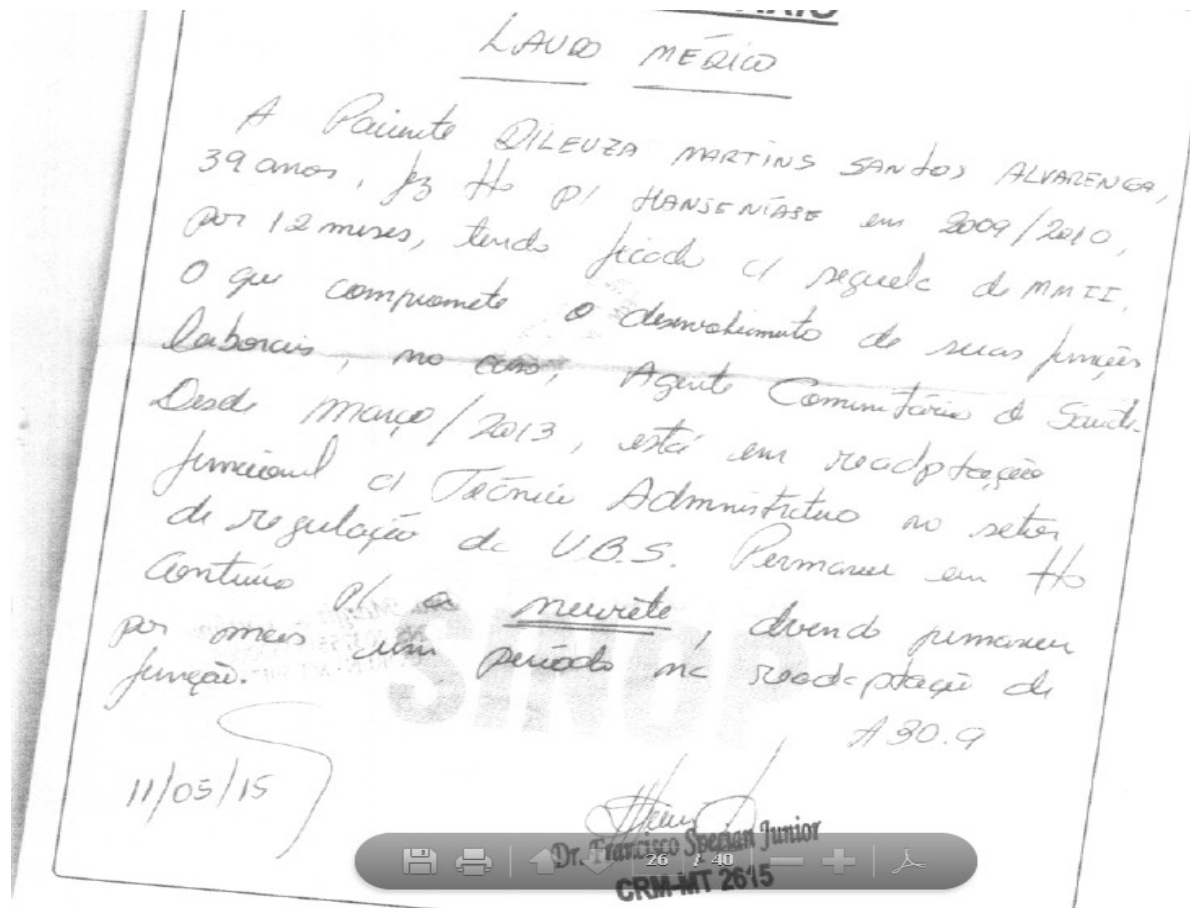 LAUDO MÉDICO
A Paciente DILEUZA MARTINS SANTOS ALVARENGA,
39 anos, fez tto p/ HANSENÍASE em 2009/2010,
por 12 meses, tendo ficado c/ sequela de MMII,
o que compromete o desenvolvimento de suas funções
laborais, no caso, Agente Comunitário de Saúde.
Desde março/2013, está em readaptação
funcional c/ Técnico Administrativo no setor
de regulação da U.B.S. Permanece em tto
contínuo p/ a neurite, devendo permanecer
por mais um período na readaptação de
função.
A30.9
11/05/15
SINOP
Dr. Francisco Specian Junior
CRM-MT 2615
26 / 40